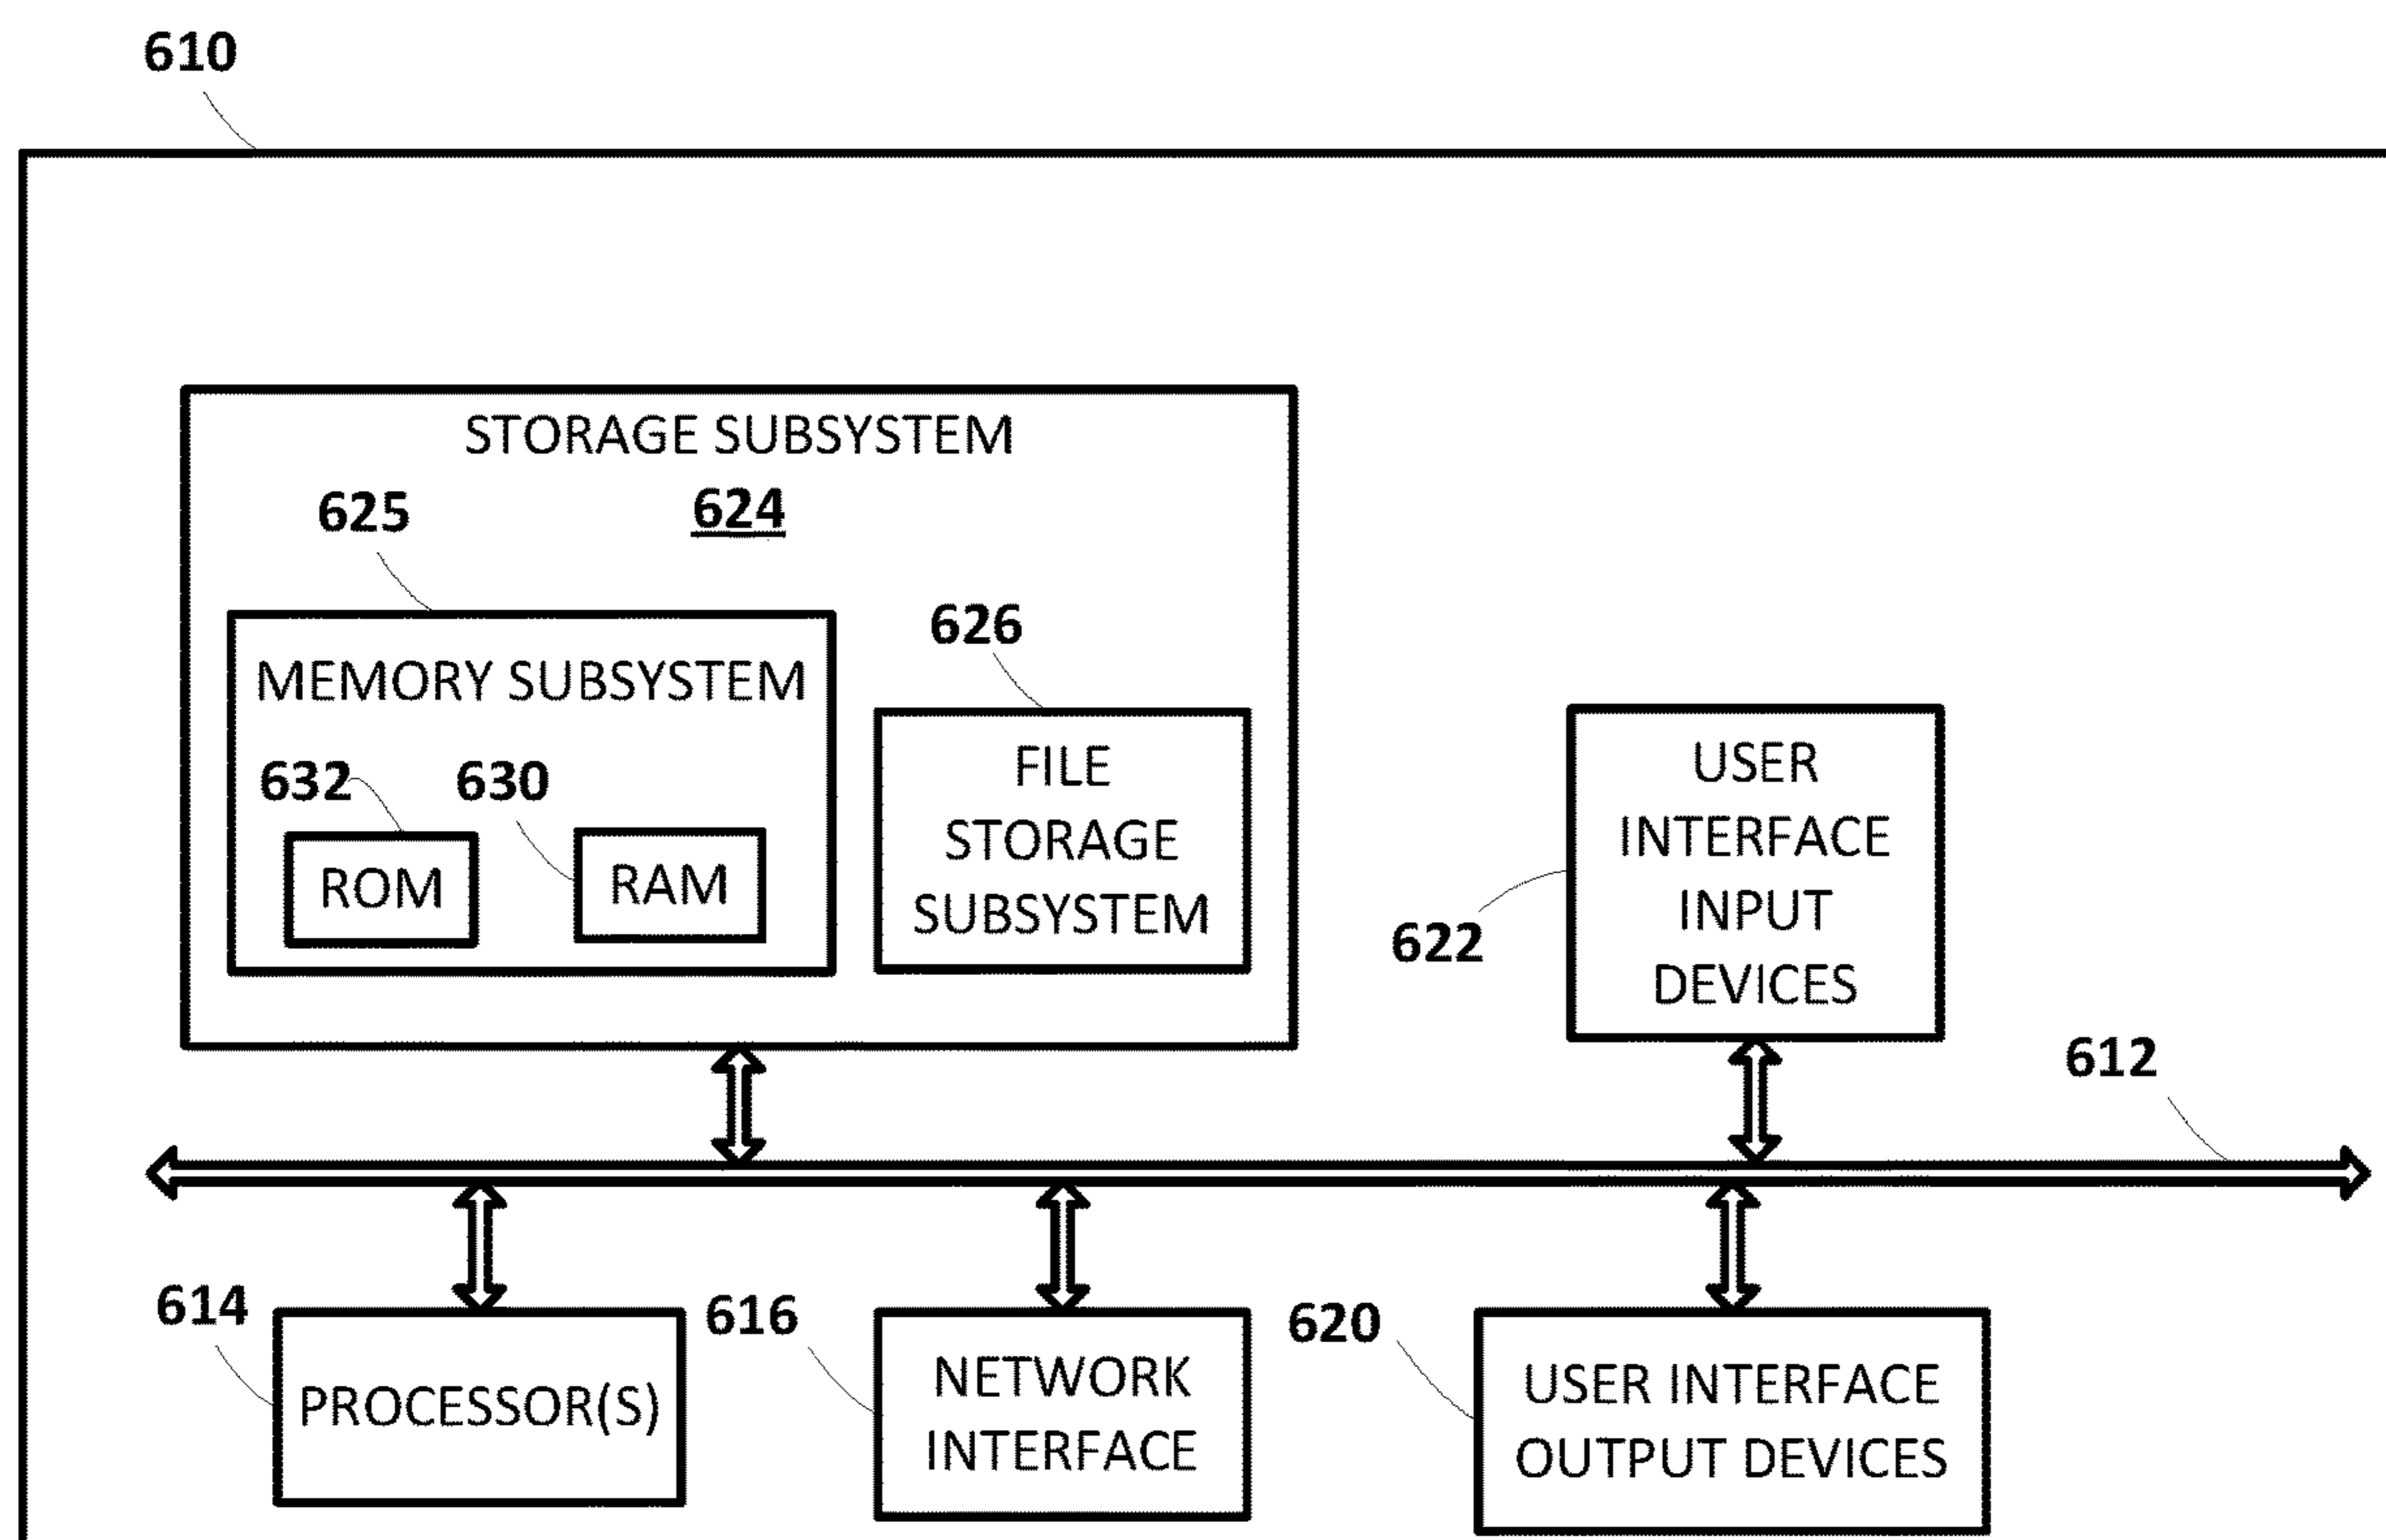 610
STORAGE SUBSYSTEM
624
625
MEMORY SUBSYSTEM
632
630
ROM
RAM
626
FILE
STORAGE
SUBSYSTEM
USER
INTERFACE
INPUT
DEVICES
622
612
614
PROCESSOR(S)
616
NETWORK
INTERFACE
620
USER INTERFACE
OUTPUT DEVICES